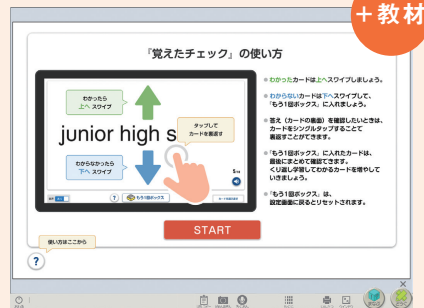 ＋教材
『覚えたチェック』の使い方
わかったら
上へ スワイプ
タップして
カードを裏返す
junior high s
わからなかったら
下へ スワイプ
もう1回ボックス
● わかったカードは上へスワイプしましょう。
● わからないカードは下へスワイプして、
「もう1回ボックス」に入れましょう。
● 答え（カードの裏面）を確認したいときは、
カードをシングルタップすることで
裏返すことができます。
● 「もう1回ボックス」に入れたカードは、
最後にまとめて確認できます。
くり返し学習してわかるカードを増やして
いきましょう。
● 「もう1回ボックス」は、
設定画面に戻るとリセットされます。
START
使い方はここから
?